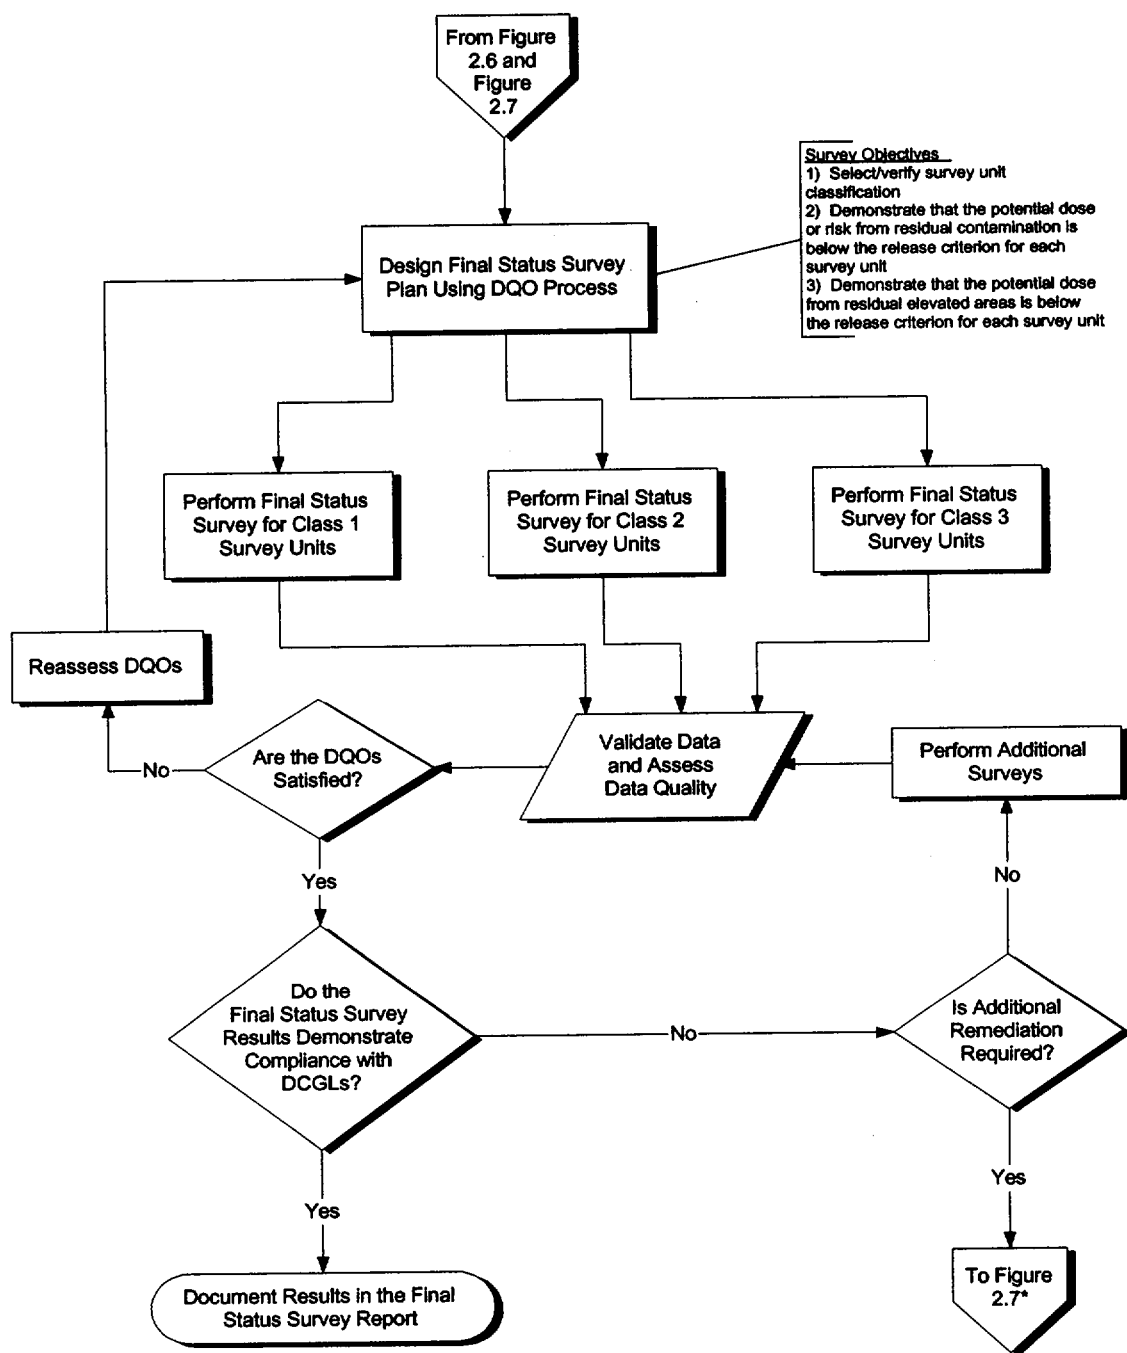 From Figure
2.6 and
Figure
2.7
Survey Objectives
1) Select/verify survey unit
classification
2) Demonstrate that the potential dose
or risk from residual contamination is
below the release criterion for each
survey unit
3) Demonstrate that the potential dose
from residual elevated areas is below
the release criterion for each survey unit
Design Final Status Survey
Plan Using DQO Process
Perform Final Status
Survey for Class 1
Survey Units
Perform Final Status
Survey for Class 2
Survey Units
Perform Final Status
Survey for Class 3
Survey Units
Reassess DQOs
No
Are the DQOs
Satisfied?
Validate Data
and Assess
Data Quality
Perform Additional
Surveys
Yes
No
Do the
Final Status Survey
Results Demonstrate
Compliance with
DCGLs?
No
Is Additional
Remediation
Required?
Yes
Yes
Document Results in the Final
Status Survey Report
To Figure
2.7*